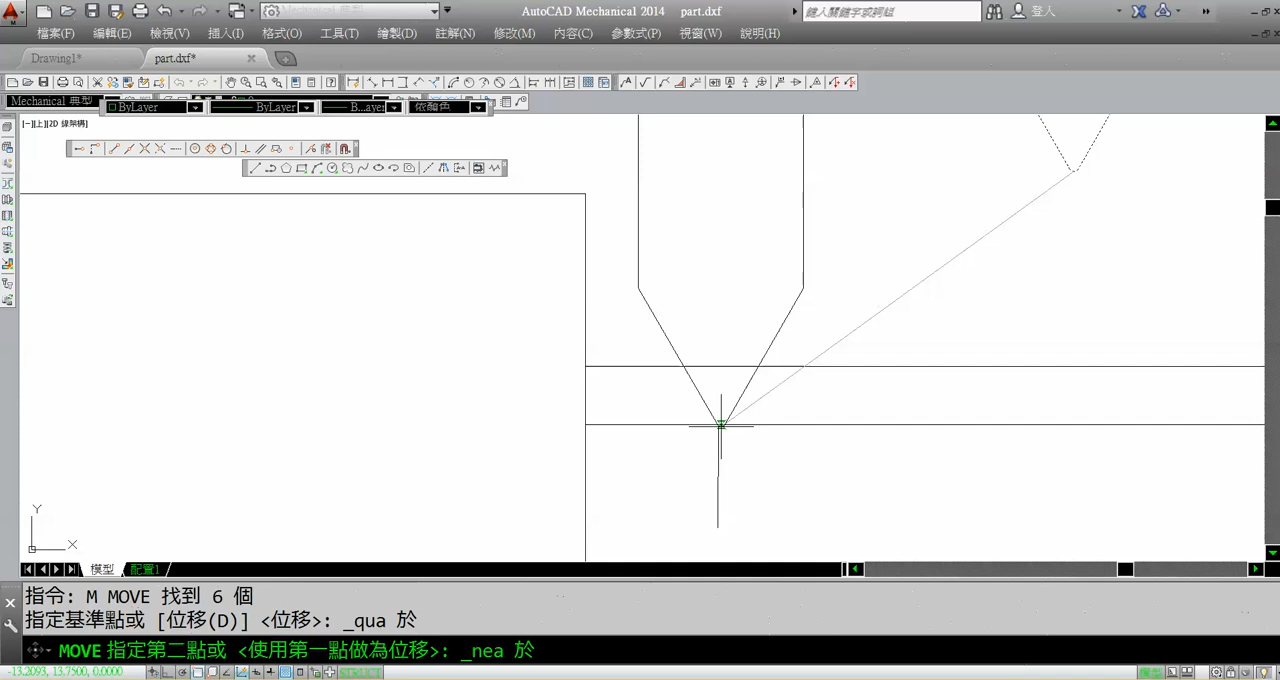 AutoCAD Mechanical 2014 part.dxf 鍵入關鍵字或詞組 登入
檔案(F) 編輯(E) 檢視(V) 插入(I) 格式(O) 工具(T) 繪製(D) 註解(N) 修改(M) 內容(C) 參數式(P) 視窗(W) 說明(H)
Drawing1* part.dxf*
Mechanical 典型 ByLayer ByLayer B...ayer 依顏色
[−][上][2D 線架構]
Y
X
模型 配置1
指令: M MOVE 找到 6 個
指定基準點或 [位移(D)] <位移>: _qua 於
MOVE 指定第二點或 <使用第一點做為位移>: _nea 於
-13.2093, 13.7500, 0.0000 STRUCT 模型